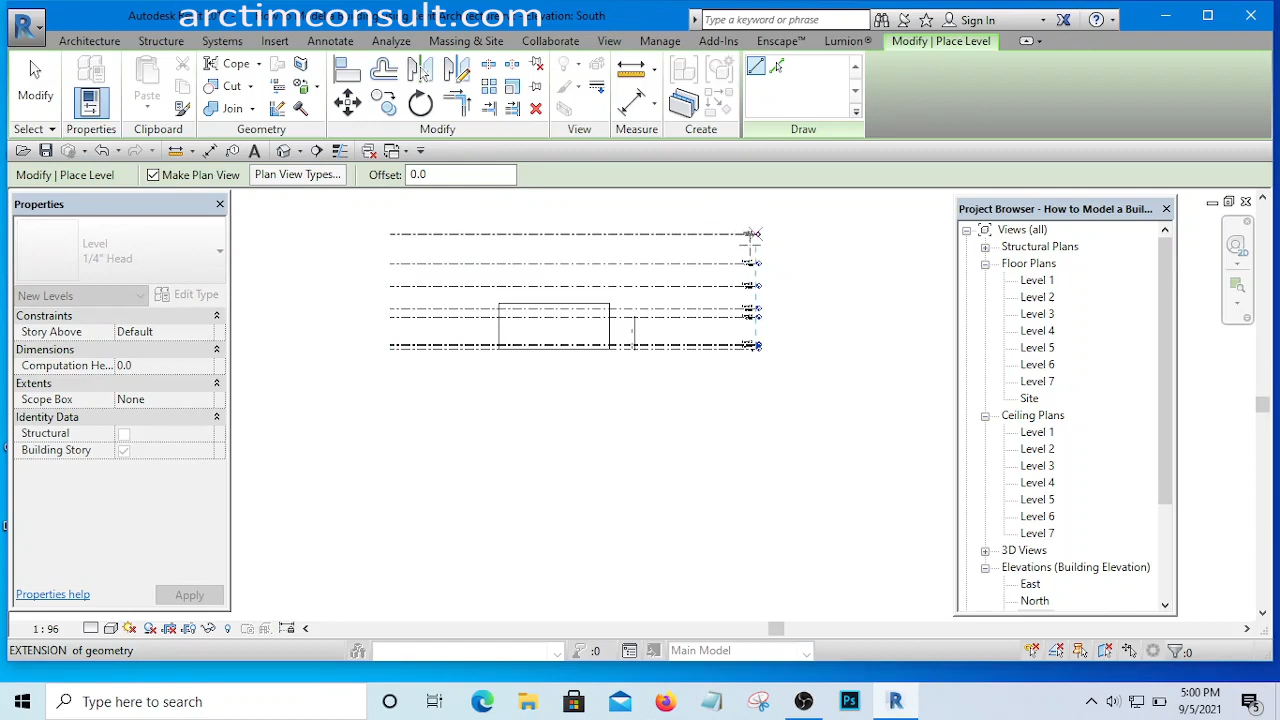 arctimconsult.com
Elevation: South
Type a keyword or phrase
Sign In
Architecture
Structure
Systems
Insert
Annotate
Analyze
Massing & Site
Collaborate
View
Manage
Add-Ins
Enscape™
Lumion®
Modify | Place Level
Modify
Paste
Cope
Cut
Join
Select
Properties
Clipboard
Geometry
Modify
View
Measure
Create
Draw
Modify | Place Level
Make Plan View
Plan View Types...
Offset:
0.0
Properties
Level
1/4" Head
New Levels
Edit Type
Constraints
Story Above
Default
Dimensions
Computation He...
0.0
Extents
Scope Box
None
Identity Data
Structural
Building Story
Properties help
Apply
Project Browser - How to Model a Buil...
Views (all)
Structural Plans
Floor Plans
Level 1
Level 2
Level 3
Level 4
Level 5
Level 6
Level 7
Site
Ceiling Plans
Level 1
Level 2
Level 3
Level 4
Level 5
Level 6
Level 7
3D Views
Elevations (Building Elevation)
East
North
2D
1 : 96
EXTENSION of geometry
:0
Main Model
:0
Type here to search
Ps
R
5:00 PM
9/5/2021
5